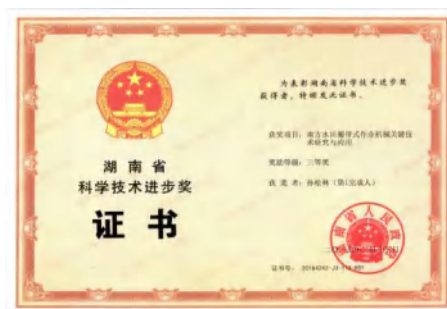 湖南省
科学技术进步奖
证书
为表彰湖南省科学技术进步奖
获得者，特颁发此证书。
获奖项目：南方水田
作业机械关键技
术研究与应用
奖励等级：三等奖
获 奖 者：孙松林（第1完成人）
湖南省人民政府
证书号：